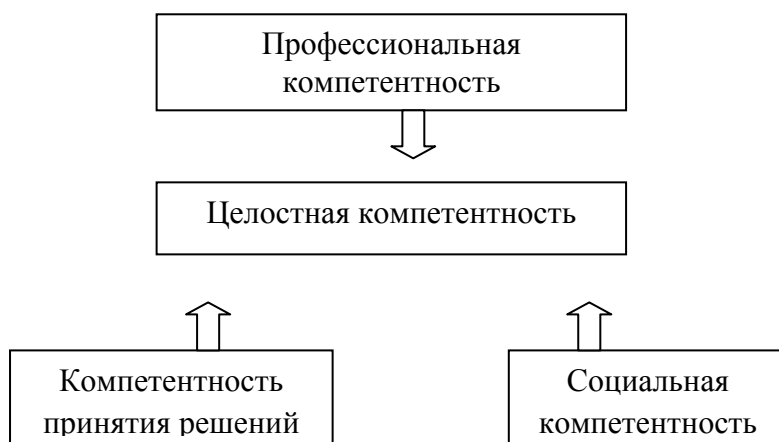 Профессиональная
компетентность
Целостная компетентность
Компетентность
принятия решений
Социальная
компетентность